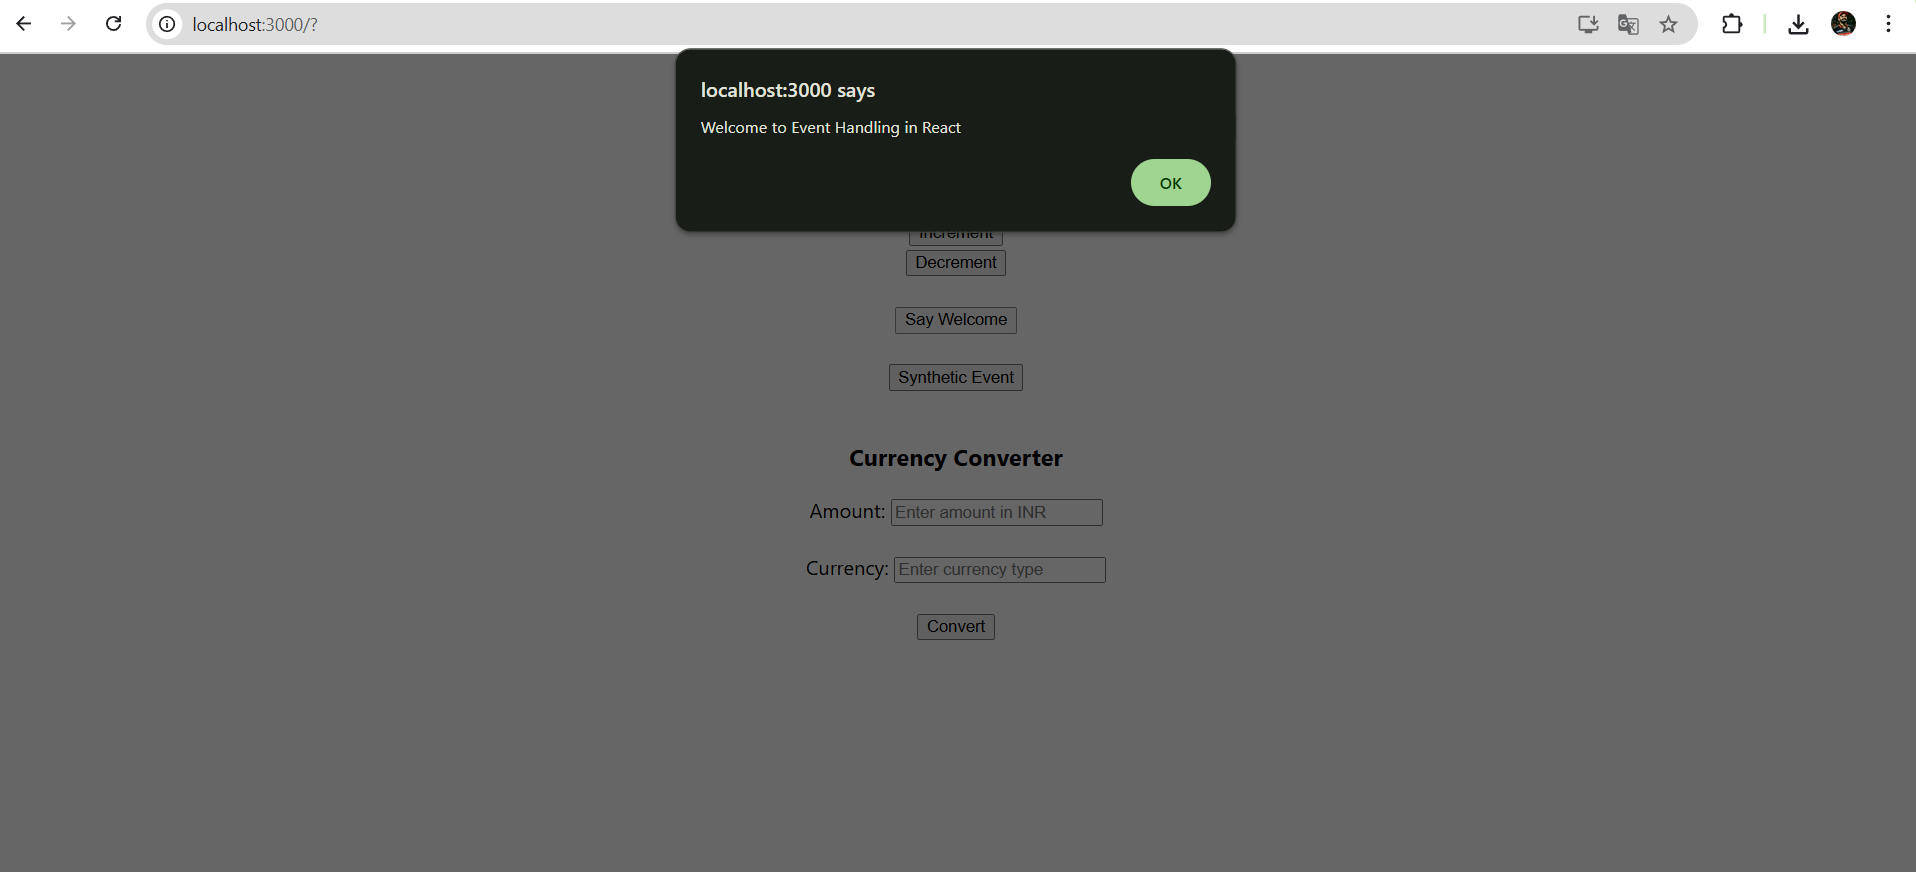 localhost:3000/?
localhost:3000 says
Welcome to Event Handling in React
OK
Increment
Decrement
Say Welcome
Synthetic Event
Currency Converter
Amount: Enter amount in INR
Currency: Enter currency type
Convert